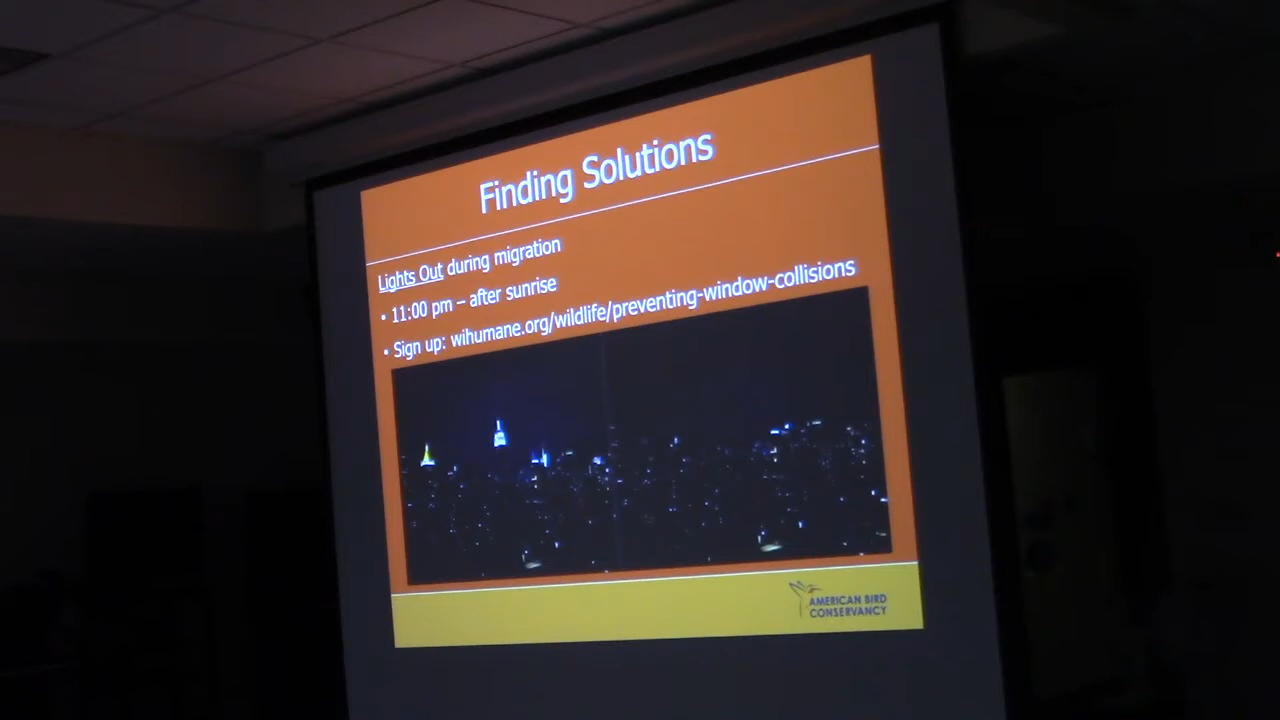 Finding Solutions
Lights Out during migration
• 11:00 pm – after sunrise
• Sign up: wihumane.org/wildlife/preventing-window-collisions
AMERICAN BIRD
CONSERVANCY